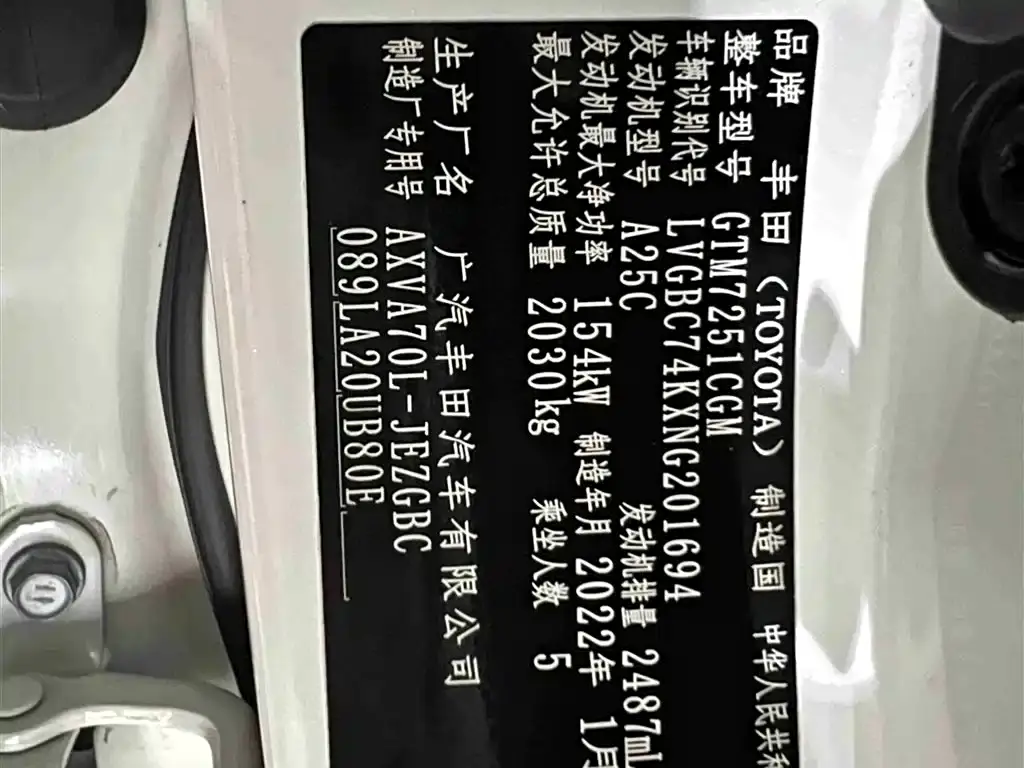 品牌 丰田（TOYOTA） 制造国 中华人民共和
整车型号 GTM7251CGM
车辆识别代号 LVGBC74KXNG201694
发动机型号 A25C 发动机排量 2487mL
发动机最大净功率 154kW 制造年月 2022年 1月
最大允许总质量 2030kg 乘坐人数 5
生产厂名 广汽丰田汽车有限公司
制造厂专用号 AXVA70L-JEZGBC
089LA20UB80E